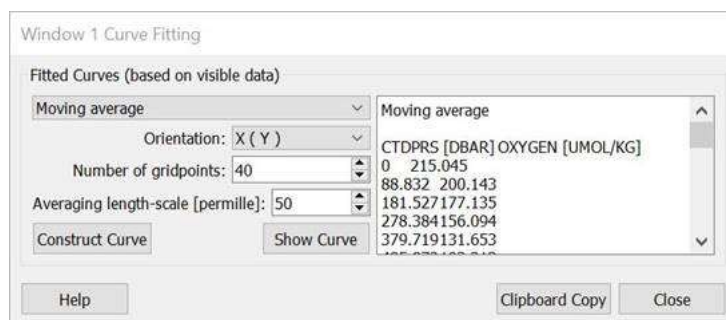 Window 1 Curve Fitting
Fitted Curves (based on visible data)
Moving average
Orientation: X ( Y )
Number of gridpoints: 40
Averaging length-scale [permille]: 50
Construct Curve
Show Curve
Moving average
CTDPRS [DBAR] OXYGEN [UMOL/KG]
0 215.045
88.832 200.143
181.527177.135
278.384156.094
379.719131.653
Help
Clipboard Copy
Close